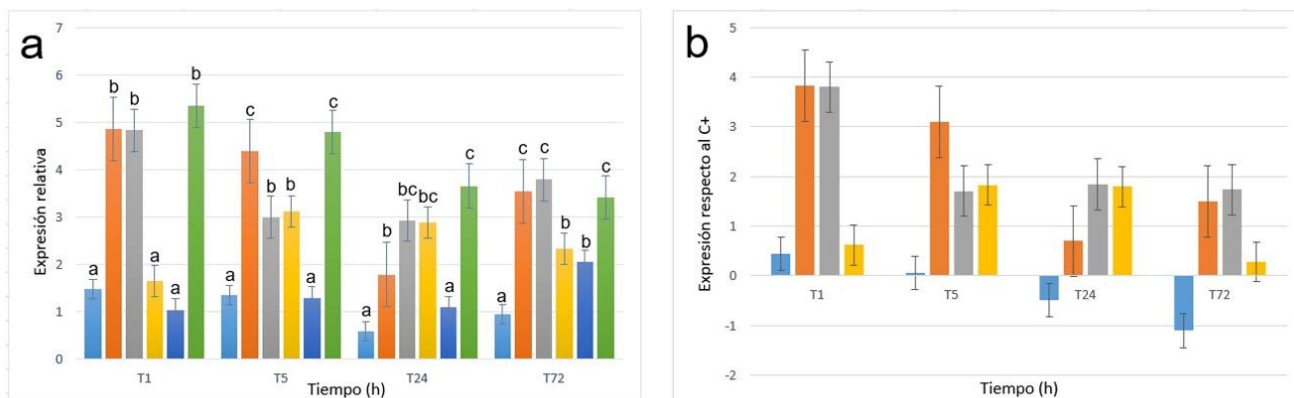 a
Expresión relativa
7
6
5
4
3
2
1
0
a b b a a b
a c b b a c
a a bc bc a c
a c c b b c
T1 T5 T24 T72
Tiempo (h)
b
Expresión respecto al C+
5
4
3
2
1
0
-1
-2
T1 T5 T24 T72
Tiempo (h)